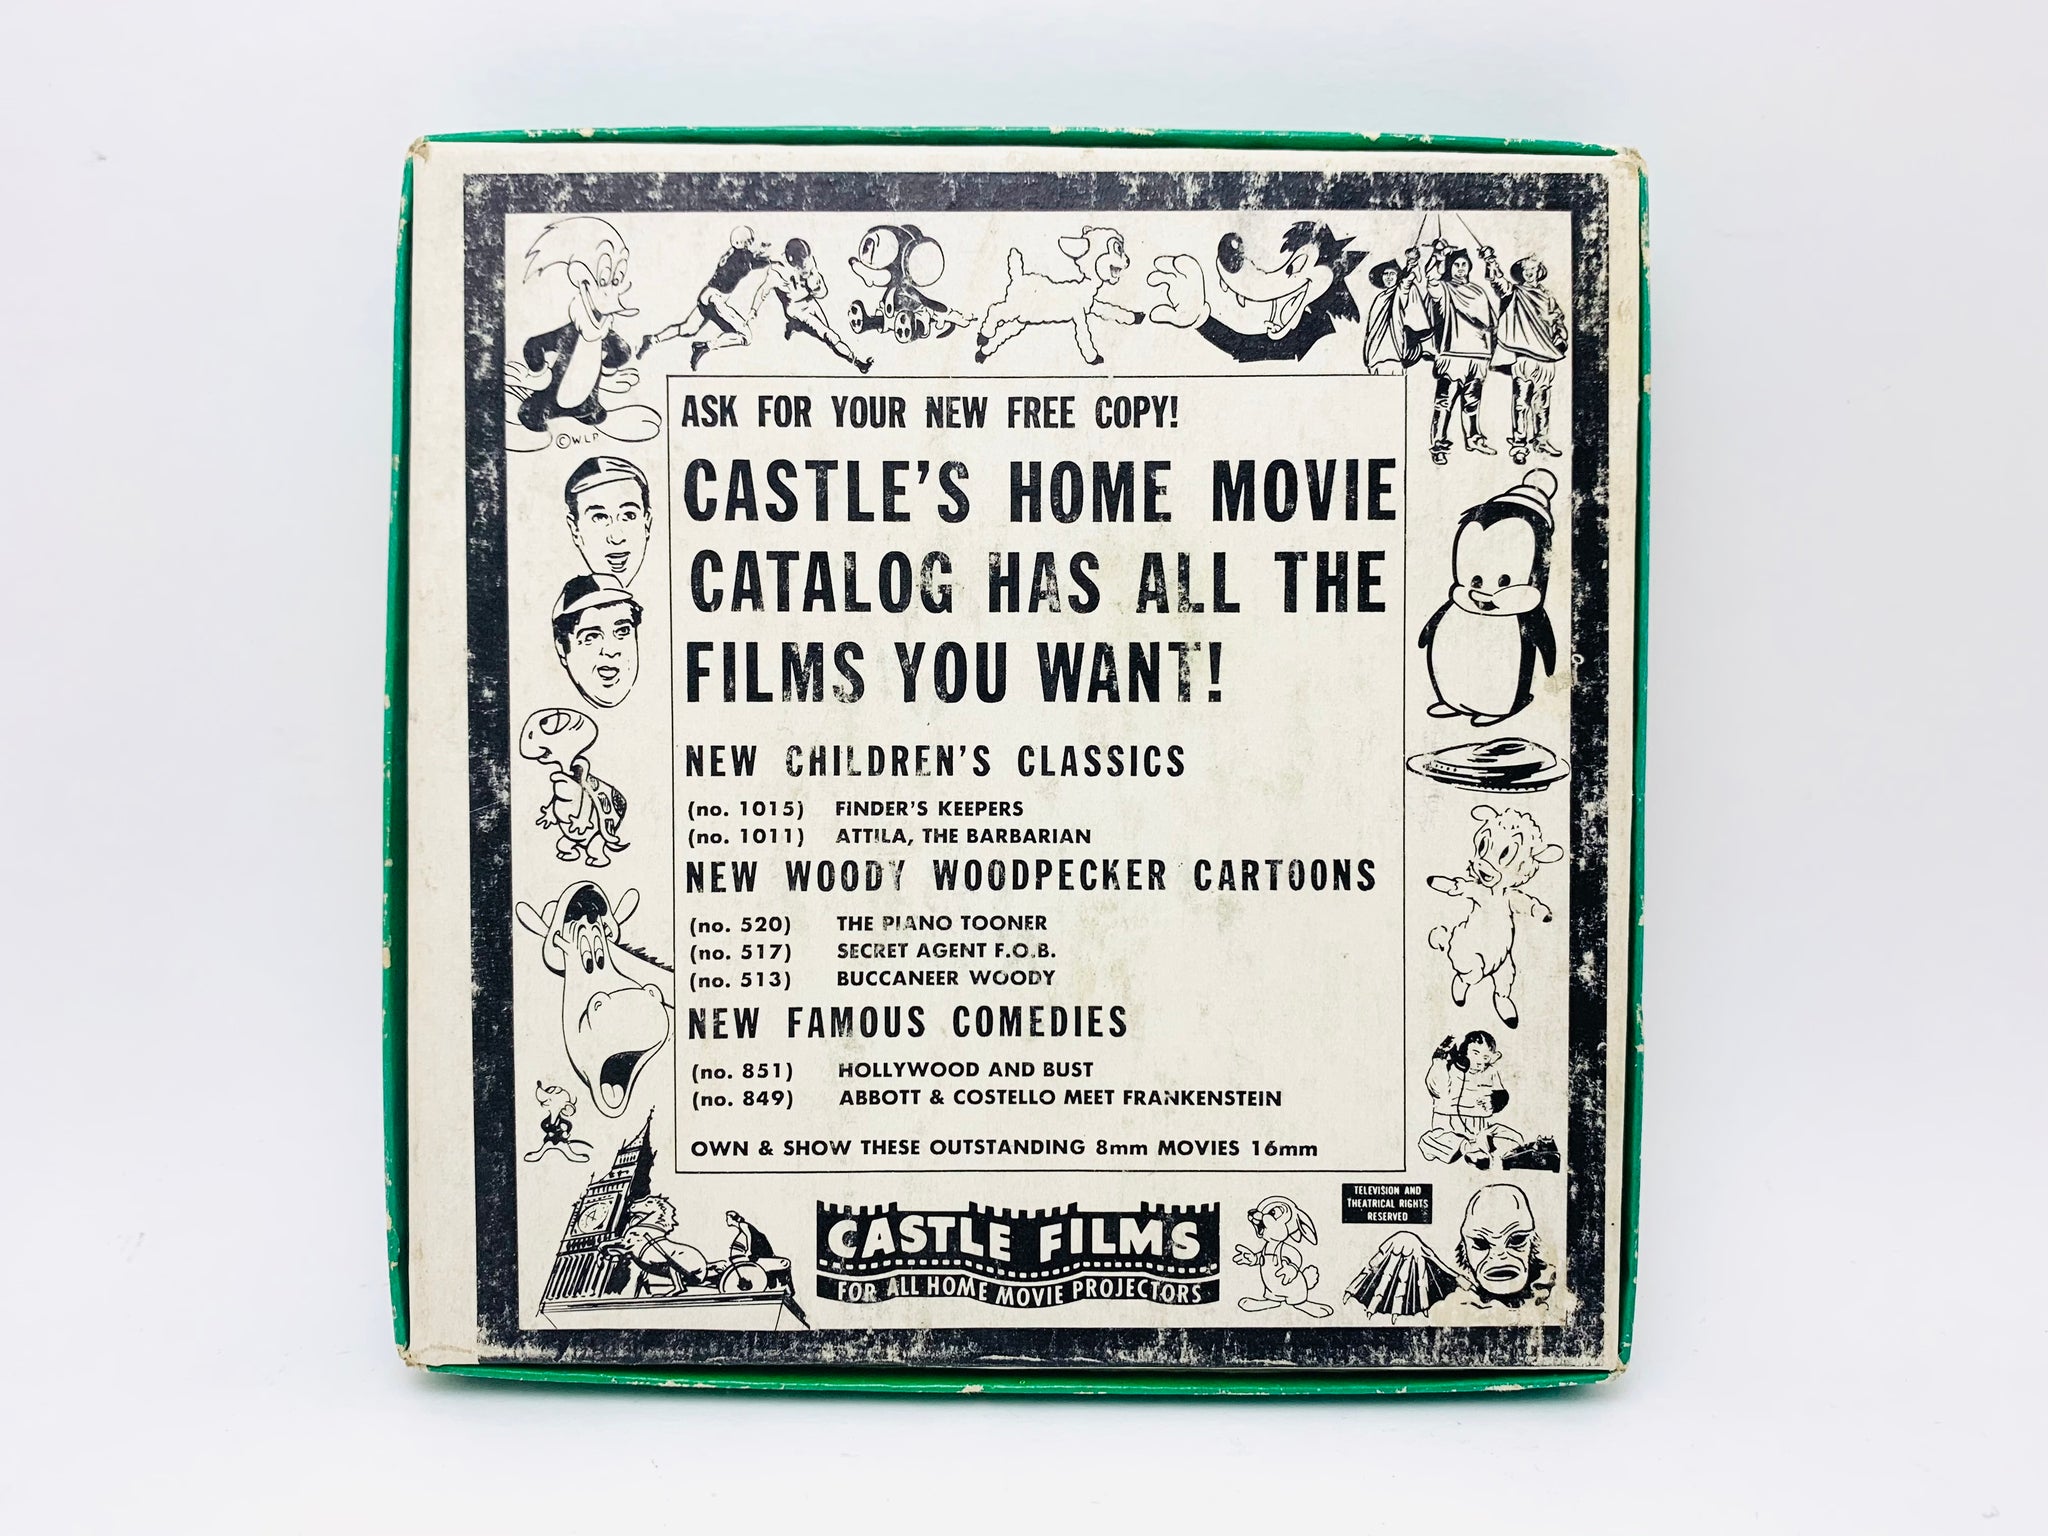 ©W.L.P.
ASK FOR YOUR NEW FREE COPY!
CASTLE'S HOME MOVIE
CATALOG HAS ALL THE
FILMS YOU WANT!
NEW CHILDREN'S CLASSICS
(no. 1015) FINDER'S KEEPERS
(no. 1011) ATTILA, THE BARBARIAN
NEW WOODY WOODPECKER CARTOONS
(no. 520) THE PIANO TOONER
(no. 517) SECRET AGENT F.O.B.
(no. 513) BUCCANEER WOODY
NEW FAMOUS COMEDIES
(no. 851) HOLLYWOOD AND BUST
(no. 849) ABBOTT & COSTELLO MEET FRANKENSTEIN
OWN & SHOW THESE OUTSTANDING 8mm MOVIES 16mm
TELEVISION AND
THEATRICAL RIGHTS
RESERVED
CASTLE FILMS
FOR ALL HOME MOVIE PROJECTORS